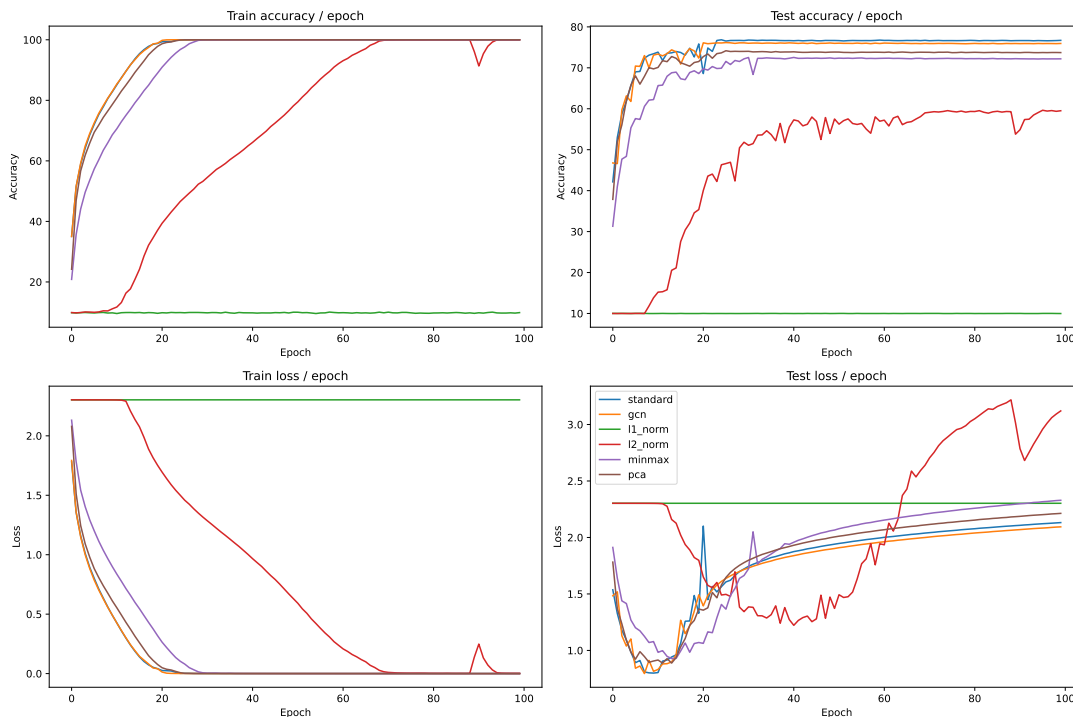 Train accuracy / epoch
100
80
60
40
20
Accuracy
0 20 40 60 80 100
Epoch
Test accuracy / epoch
80
70
60
50
40
30
20
10
Accuracy
0 20 40 60 80 100
Epoch
Train loss / epoch
2.0
1.5
1.0
0.5
0.0
Loss
0 20 40 60 80 100
Epoch
Test loss / epoch
3.0
2.5
2.0
1.5
1.0
Loss
standard
gcn
l1_norm
l2_norm
minmax
pca
0 20 40 60 80 100
Epoch